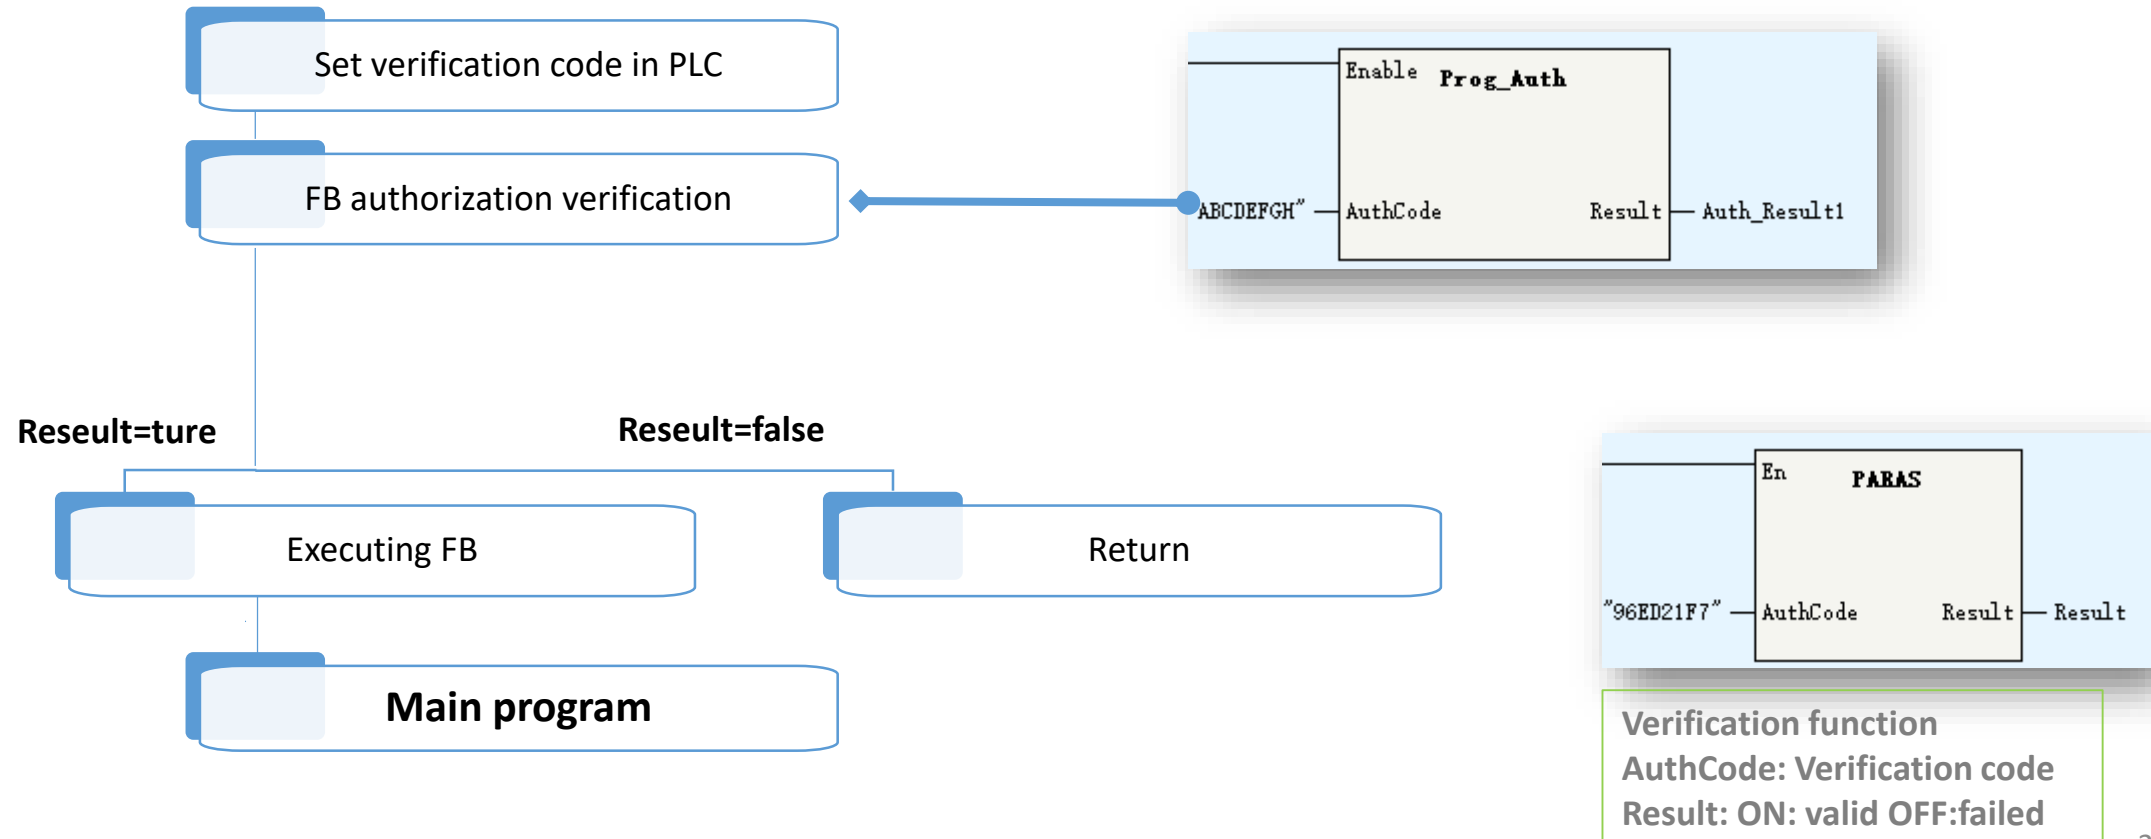 Set verification code in PLC
FB authorization verification
Reseult=ture
Reseult=false
Executing FB
Return
Main program
Enable Prog_Auth
ABCDEFGH" AuthCode Result Auth_Result1
En PARAS
"96ED21F7" AuthCode Result Result
Verification function
AuthCode: Verification code
Result: ON: valid OFF:failed